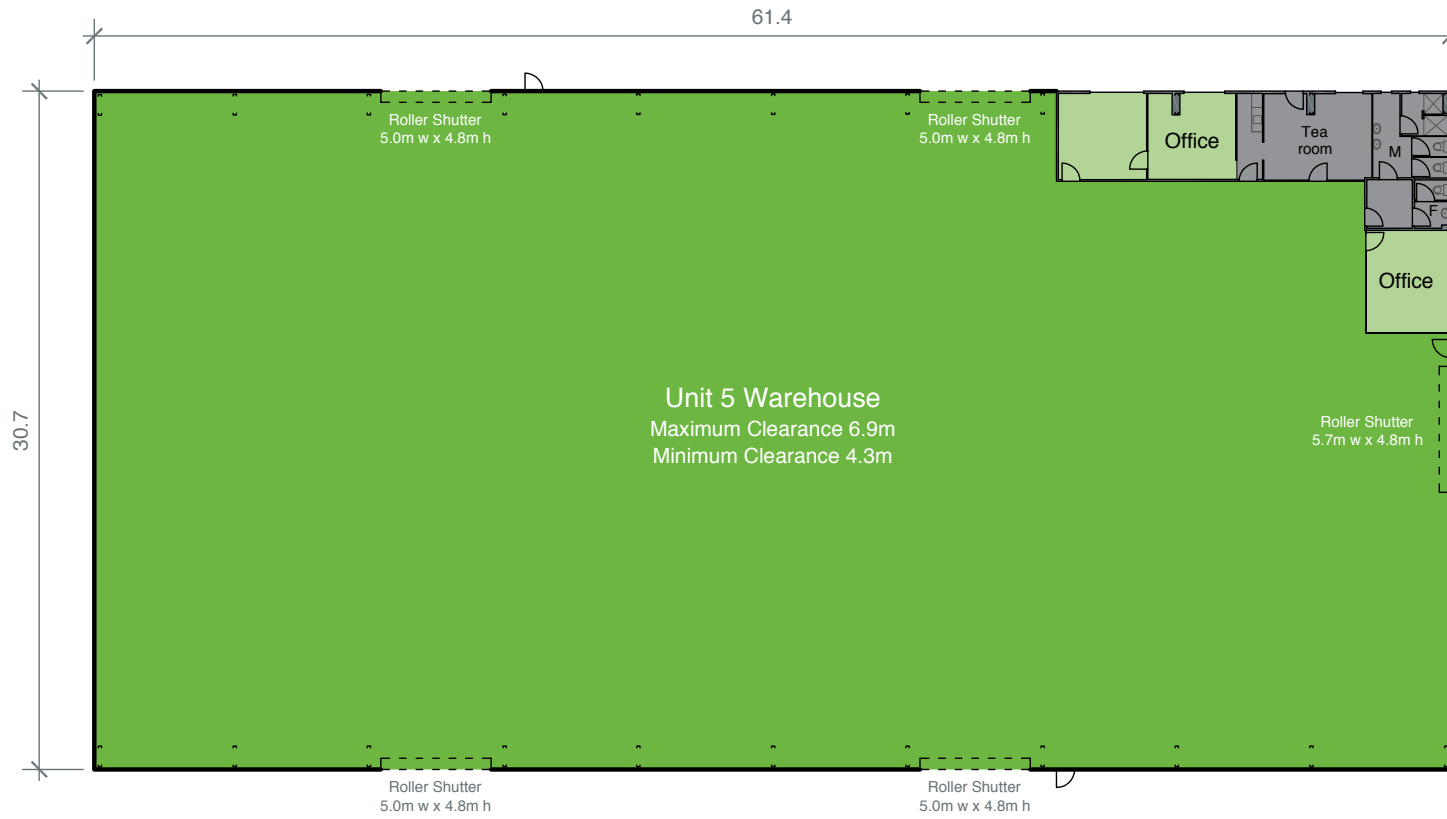 61.4
30.7
Roller Shutter
5.0m w x 4.8m h
Roller Shutter
5.0m w x 4.8m h
Office
Tea
room
M
F
Office
Unit 5 Warehouse
Maximum Clearance 6.9m
Minimum Clearance 4.3m
Roller Shutter
5.7m w x 4.8m h
Roller Shutter
5.0m w x 4.8m h
Roller Shutter
5.0m w x 4.8m h